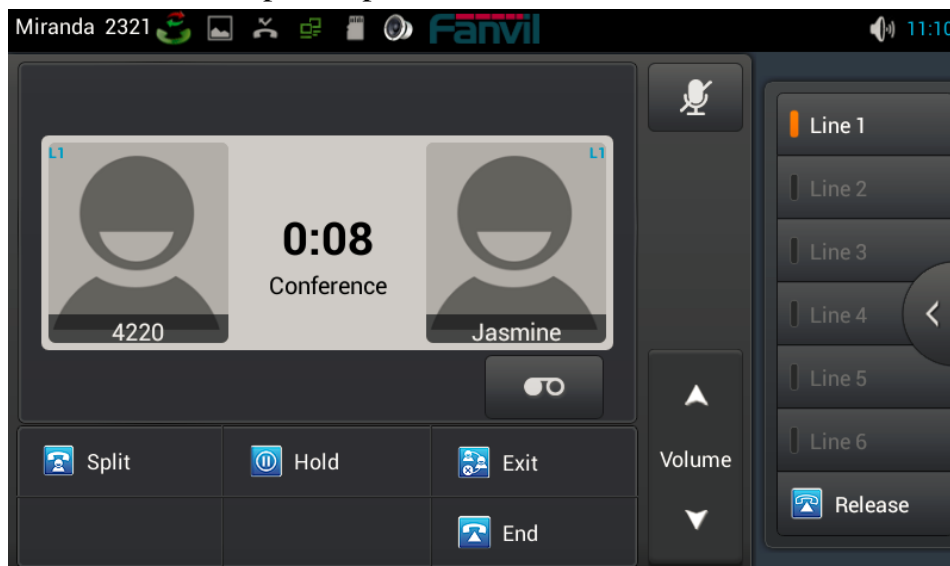 Miranda 2321 Fanvil 11:10
L1 L1
0:08
Conference
4220 Jasmine
Split Hold Exit
End
Volume
Line 1
Line 2
Line 3
Line 4
Line 5
Line 6
Release